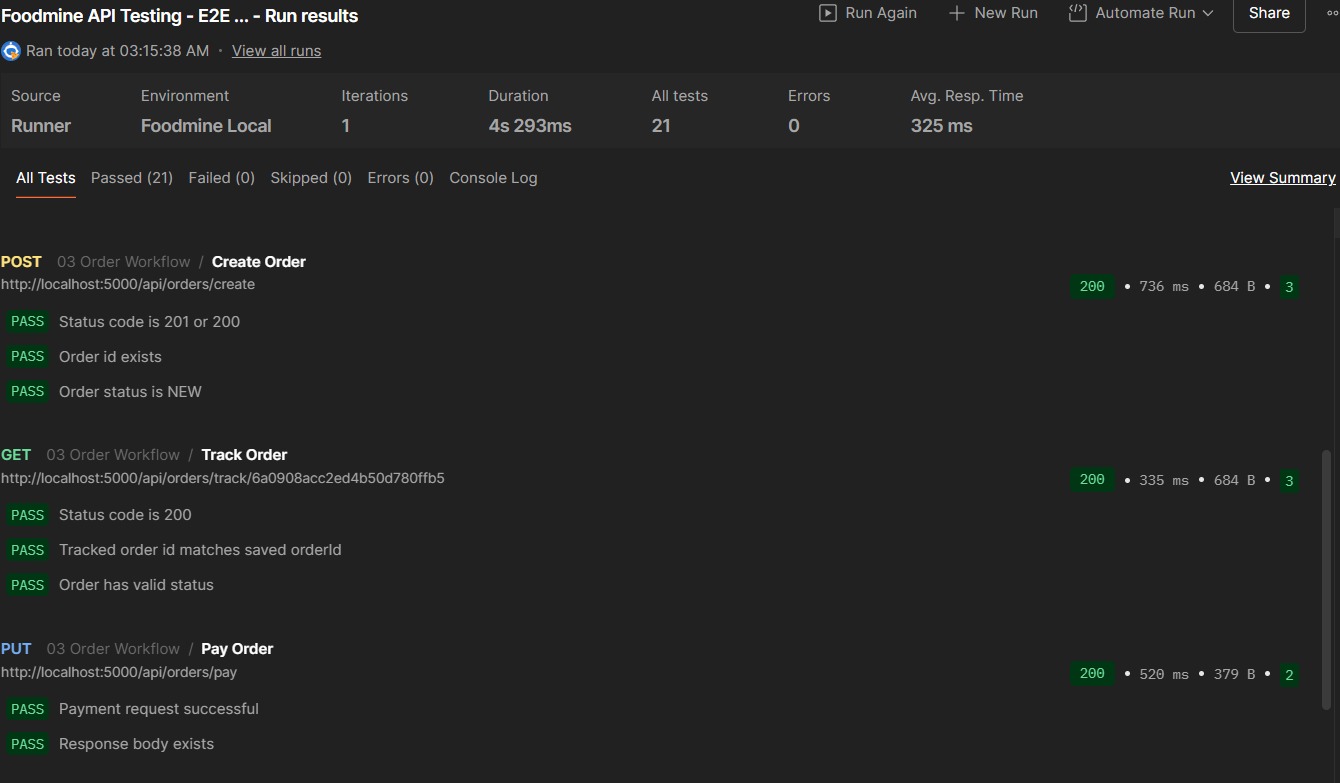 Foodmine API Testing - E2E ... - Run results
Run Again
New Run
Automate Run
Share
Ran today at 03:15:38 AM · View all runs
Source Environment Iterations Duration All tests Errors Avg. Resp. Time
Runner Foodmine Local 1 4s 293ms 21 0 325 ms
All Tests Passed (21) Failed (0) Skipped (0) Errors (0) Console Log View Summary
POST 03 Order Workflow / Create Order
http://localhost:5000/api/orders/create
200 • 736 ms • 684 B • 3
PASS Status code is 201 or 200
PASS Order id exists
PASS Order status is NEW
GET 03 Order Workflow / Track Order
http://localhost:5000/api/orders/track/6a0908acc2ed4b50d780ffb5
200 • 335 ms • 684 B • 3
PASS Status code is 200
PASS Tracked order id matches saved orderId
PASS Order has valid status
PUT 03 Order Workflow / Pay Order
http://localhost:5000/api/orders/pay
200 • 520 ms • 379 B • 2
PASS Payment request successful
PASS Response body exists